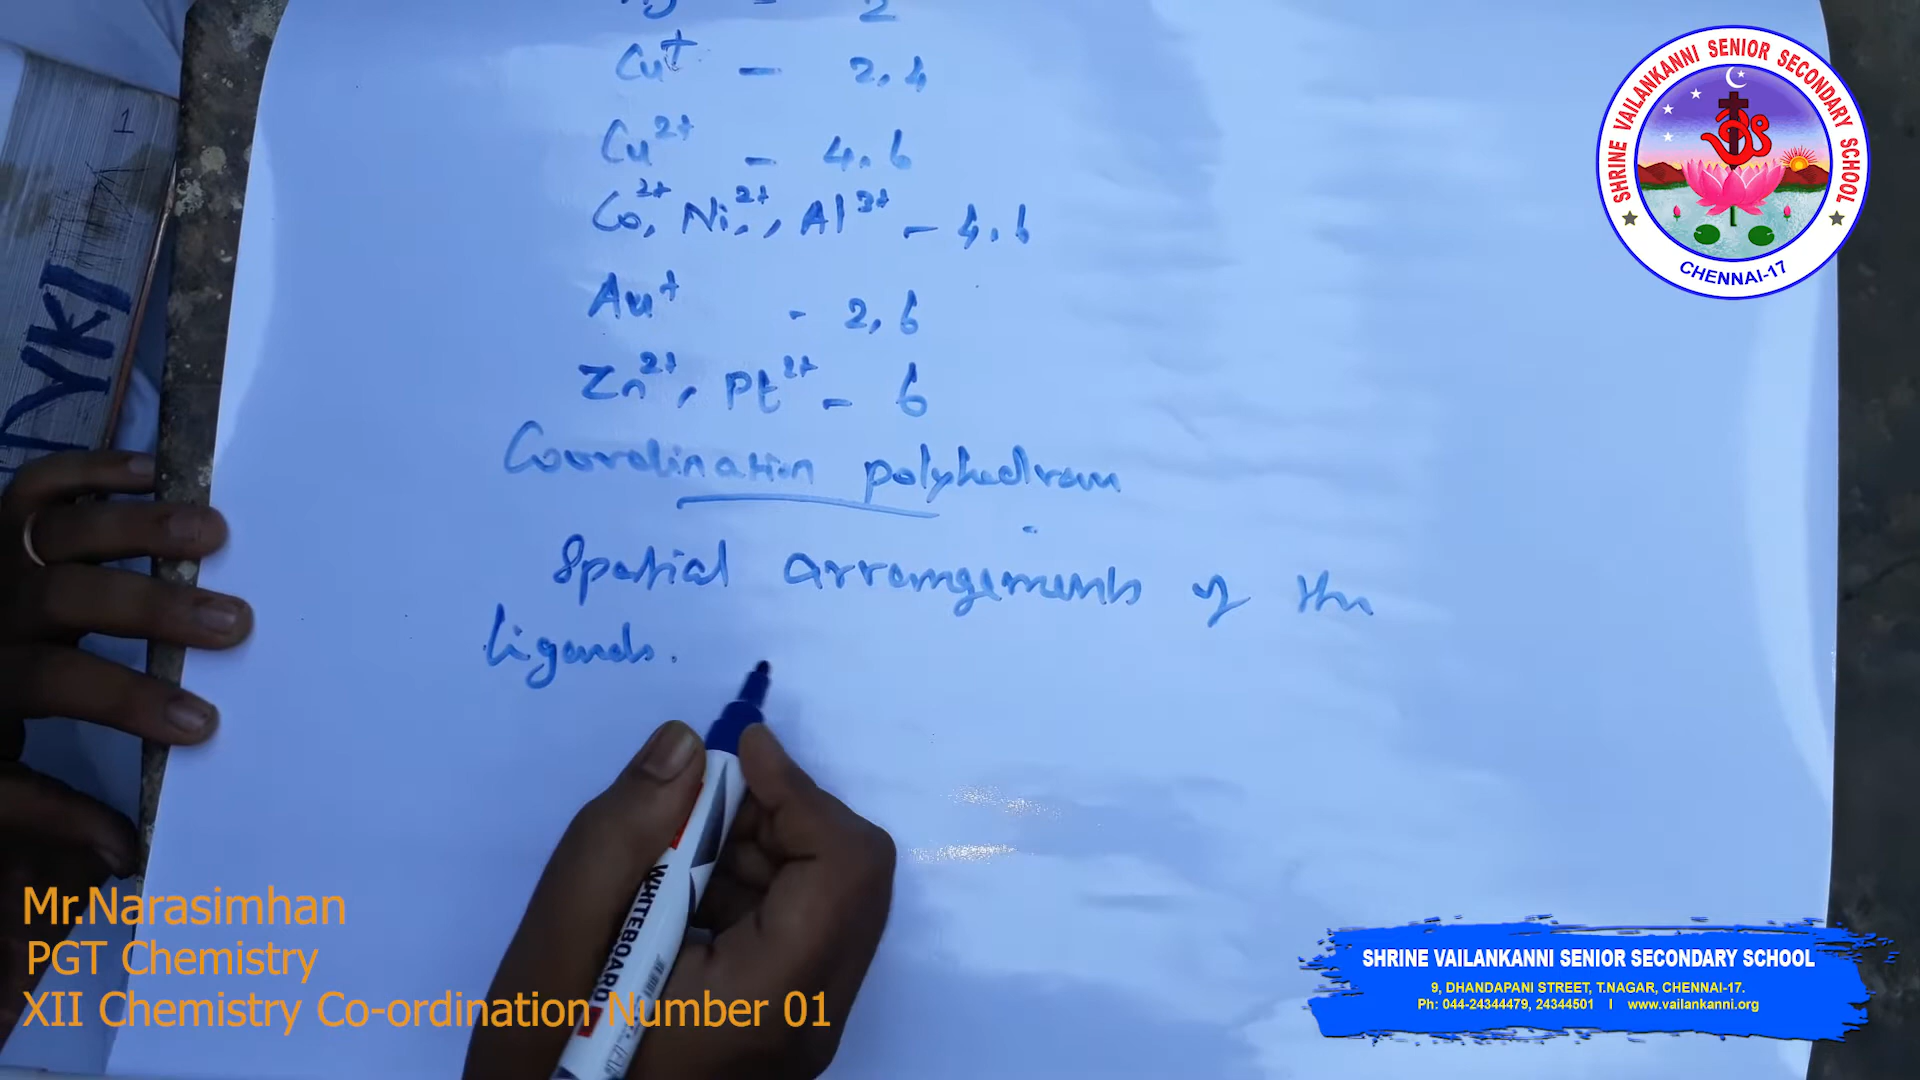 Cu⁺ - 2,4
Cu²⁺ - 4,6
Co²⁺, Ni²⁺, Al³⁺ - 4,6
Au⁺ - 2,6
Zn²⁺, Pt²⁺ - 6
Coordination polyhedram
Spatial arrangements of the
ligands.
1
WHITEBOARD
SHRINE VAILANKANNI SENIOR SECONDARY SCHOOL
CHENNAI-17
Mr.Narasimhan
PGT Chemistry
XII Chemistry Co-ordination Number 01
SHRINE VAILANKANNI SENIOR SECONDARY SCHOOL
9, DHANDAPANI STREET, T.NAGAR, CHENNAI-17.
Ph: 044-24344479, 24344501 I www.vailankanni.org